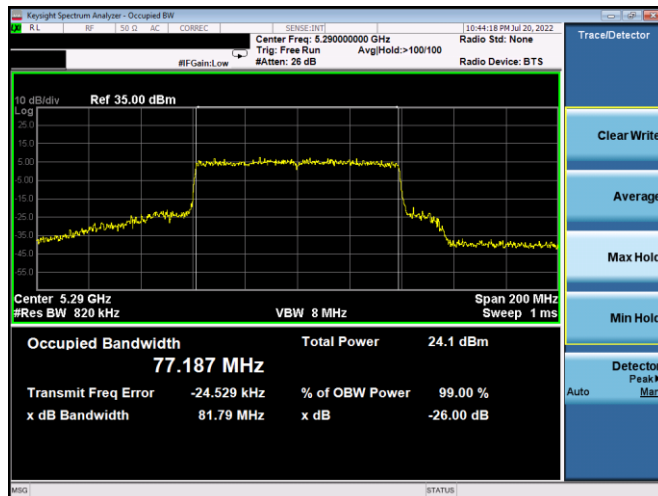 Keysight Spectrum Analyzer - Occupied BW
RL RF 50 Ω AC CORREC SENSE:INT 10:44:18 PM Jul 20, 2022
Center Freq: 5.290000000 GHz Radio Std: None
Trig: Free Run Avg|Hold:>100/100
#IFGain:Low #Atten: 26 dB Radio Device: BTS
Trace/Detector
10 dB/div Ref 35.00 dBm
Log
25.0
15.0
5.00
-5.00
-15.0
-25.0
-35.0
-45.0
-55.0
Center 5.29 GHz Span 200 MHz
#Res BW 820 kHz VBW 8 MHz Sweep 1 ms
Occupied Bandwidth Total Power 24.1 dBm
77.187 MHz
Transmit Freq Error -24.529 kHz % of OBW Power 99.00 %
x dB Bandwidth 81.79 MHz x dB -26.00 dB
Clear Write
Average
Max Hold
Min Hold
Detector
Peak
Auto Man
MSG STATUS